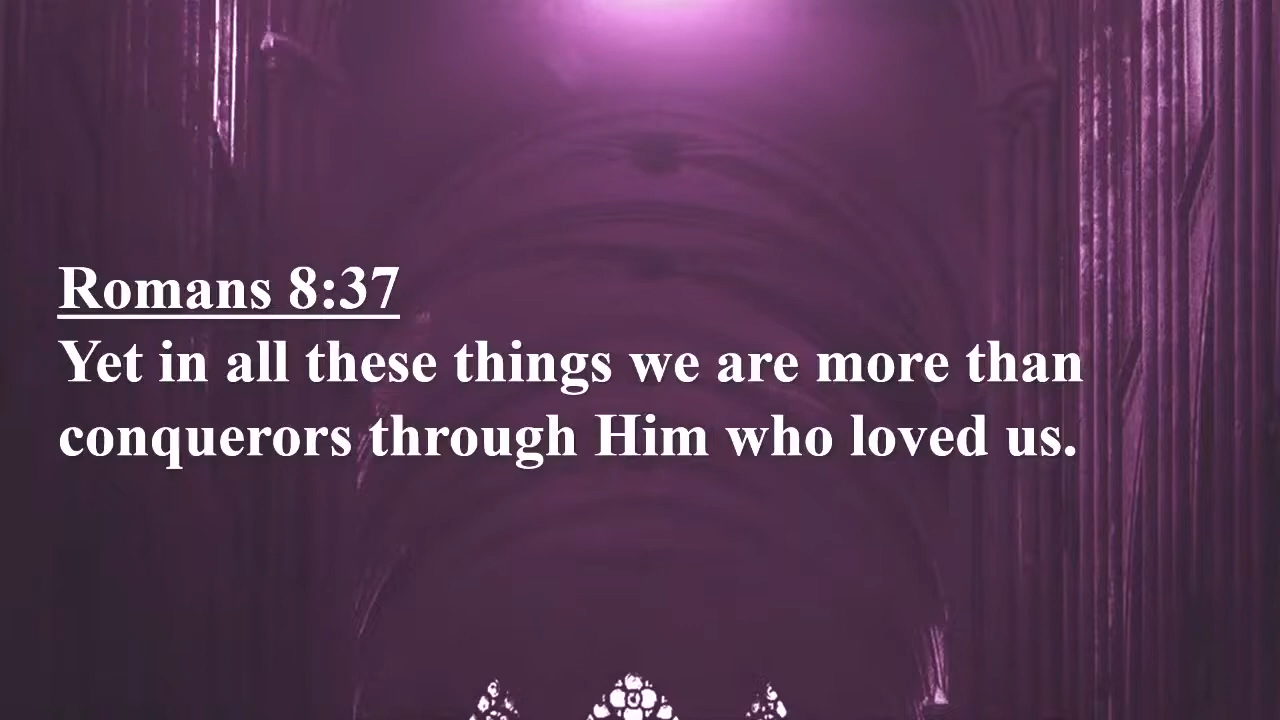 Romans 8:37
Yet in all these things we are more than
conquerors through Him who loved us.